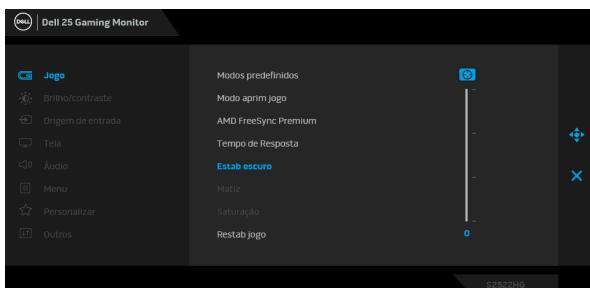 DELL Dell 25 Gaming Monitor
Jogo
Brilho/contraste
Origem de entrada
Tela
Áudio
Menu
Personalizar
Outros
Modos predefinidos
Modo aprim jogo
AMD FreeSync Premium
Tempo de Resposta
Estab escuro
Matiz
Saturação
Restab jogo
0
S2522HG